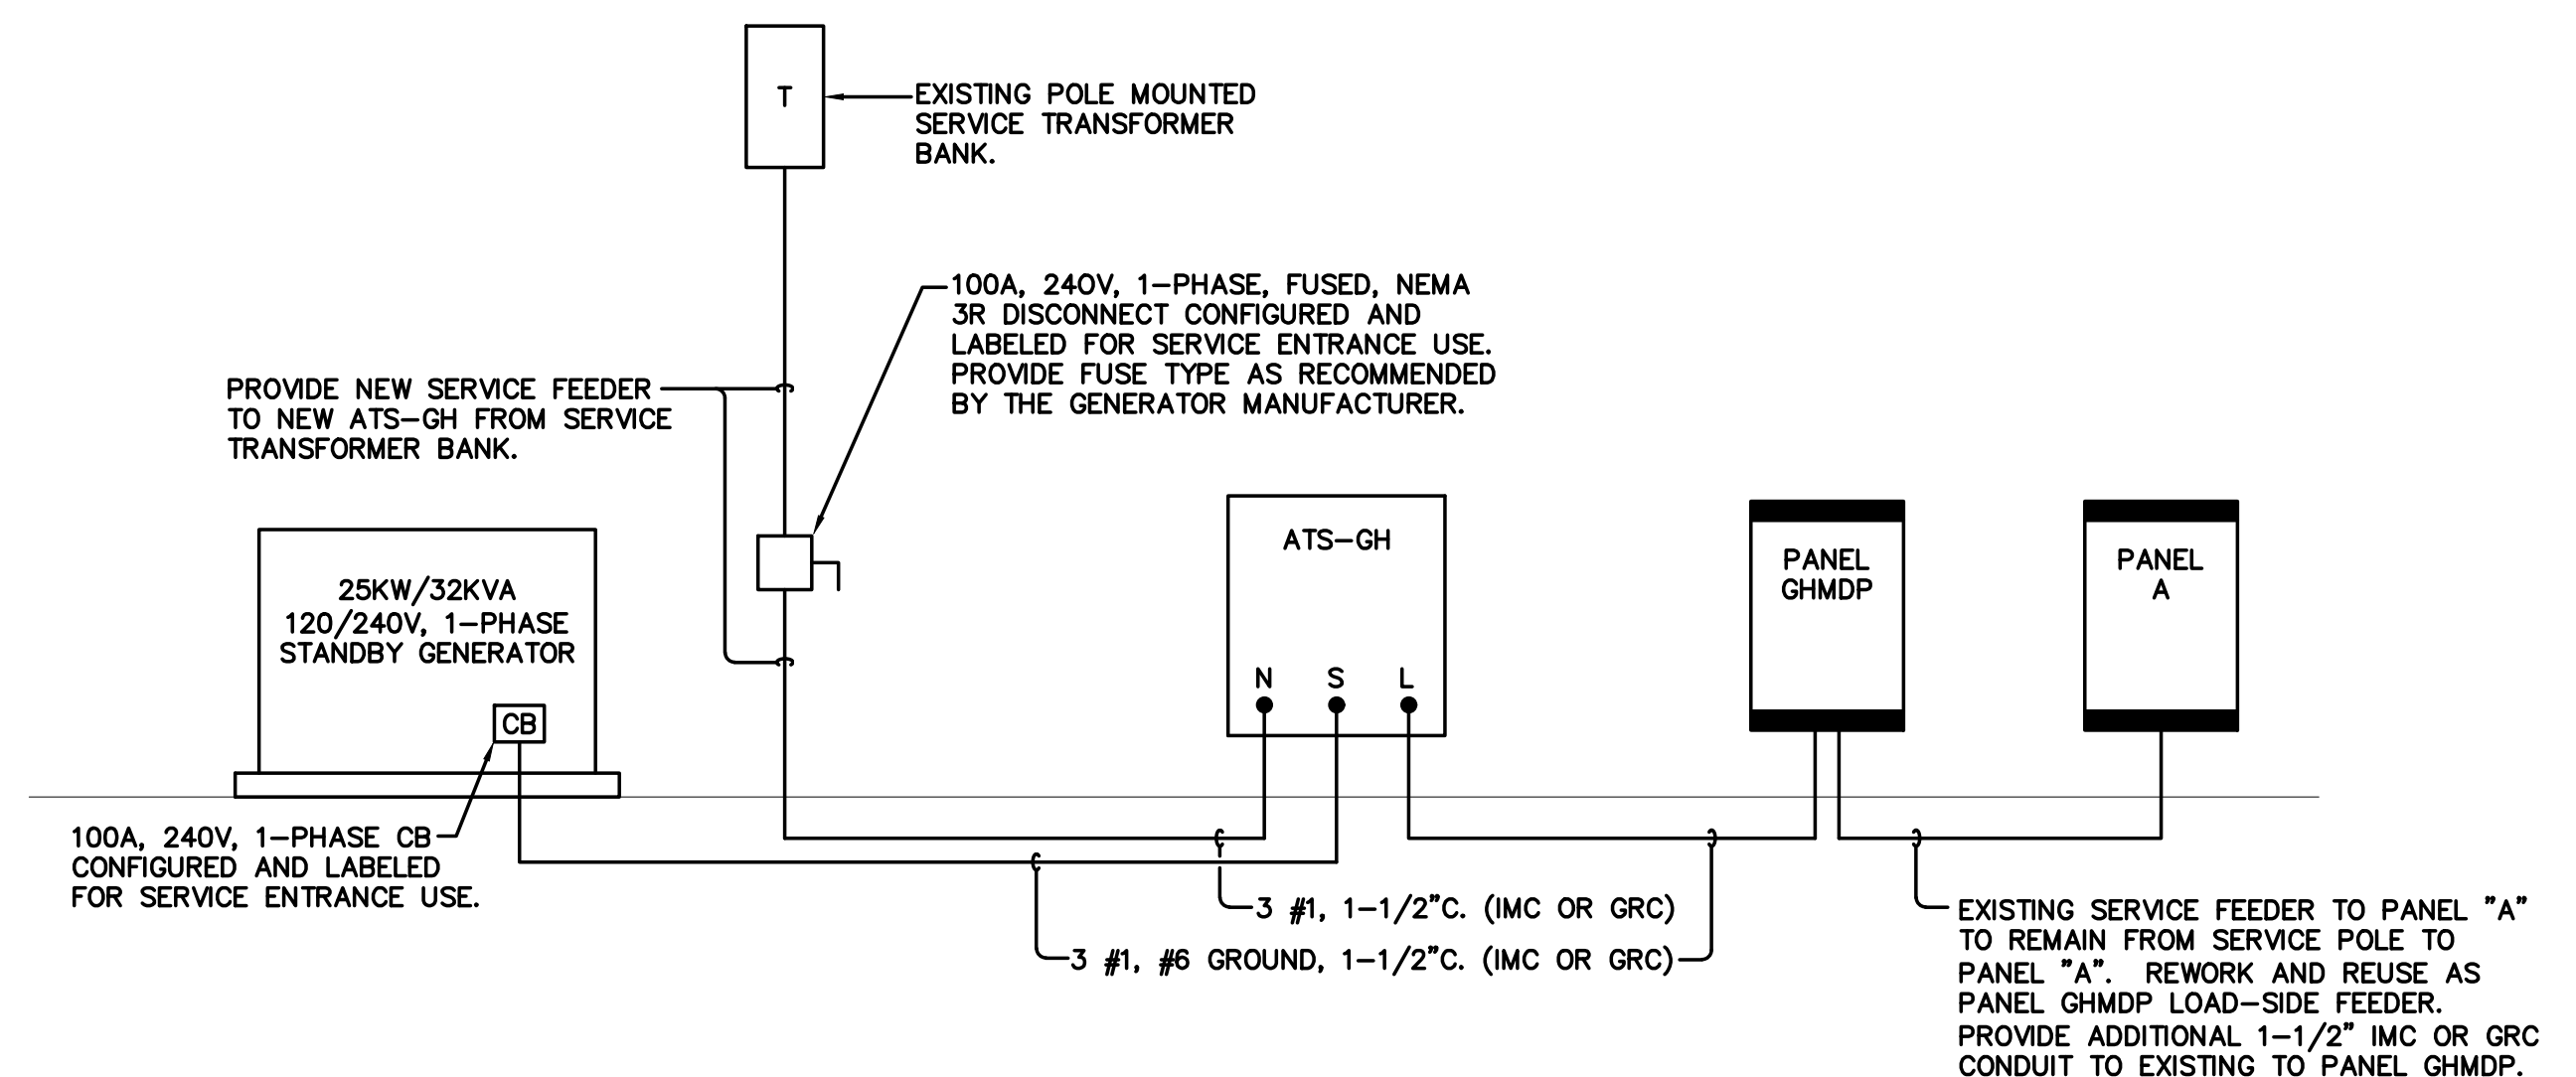 T
EXISTING POLE MOUNTED
SERVICE TRANSFORMER
BANK.
100A, 240V, 1-PHASE, FUSED, NEMA
3R DISCONNECT CONFIGURED AND
LABELED FOR SERVICE ENTRANCE USE.
PROVIDE FUSE TYPE AS RECOMMENDED
BY THE GENERATOR MANUFACTURER.
PROVIDE NEW SERVICE FEEDER
TO NEW ATS-GH FROM SERVICE
TRANSFORMER BANK.
25KW/32KVA
120/240V, 1-PHASE
STANDBY GENERATOR
CB
ATS-GH
N S L
PANEL
GHMDP
PANEL
A
100A, 240V, 1-PHASE CB
CONFIGURED AND LABELED
FOR SERVICE ENTRANCE USE.
3 #1, 1-1/2"C. (IMC OR GRC)
3 #1, #6 GROUND, 1-1/2"C. (IMC OR GRC)
EXISTING SERVICE FEEDER TO PANEL "A"
TO REMAIN FROM SERVICE POLE TO
PANEL "A". REWORK AND REUSE AS
PANEL GHMDP LOAD-SIDE FEEDER.
PROVIDE ADDITIONAL 1-1/2" IMC OR GRC
CONDUIT TO EXISTING TO PANEL GHMDP.